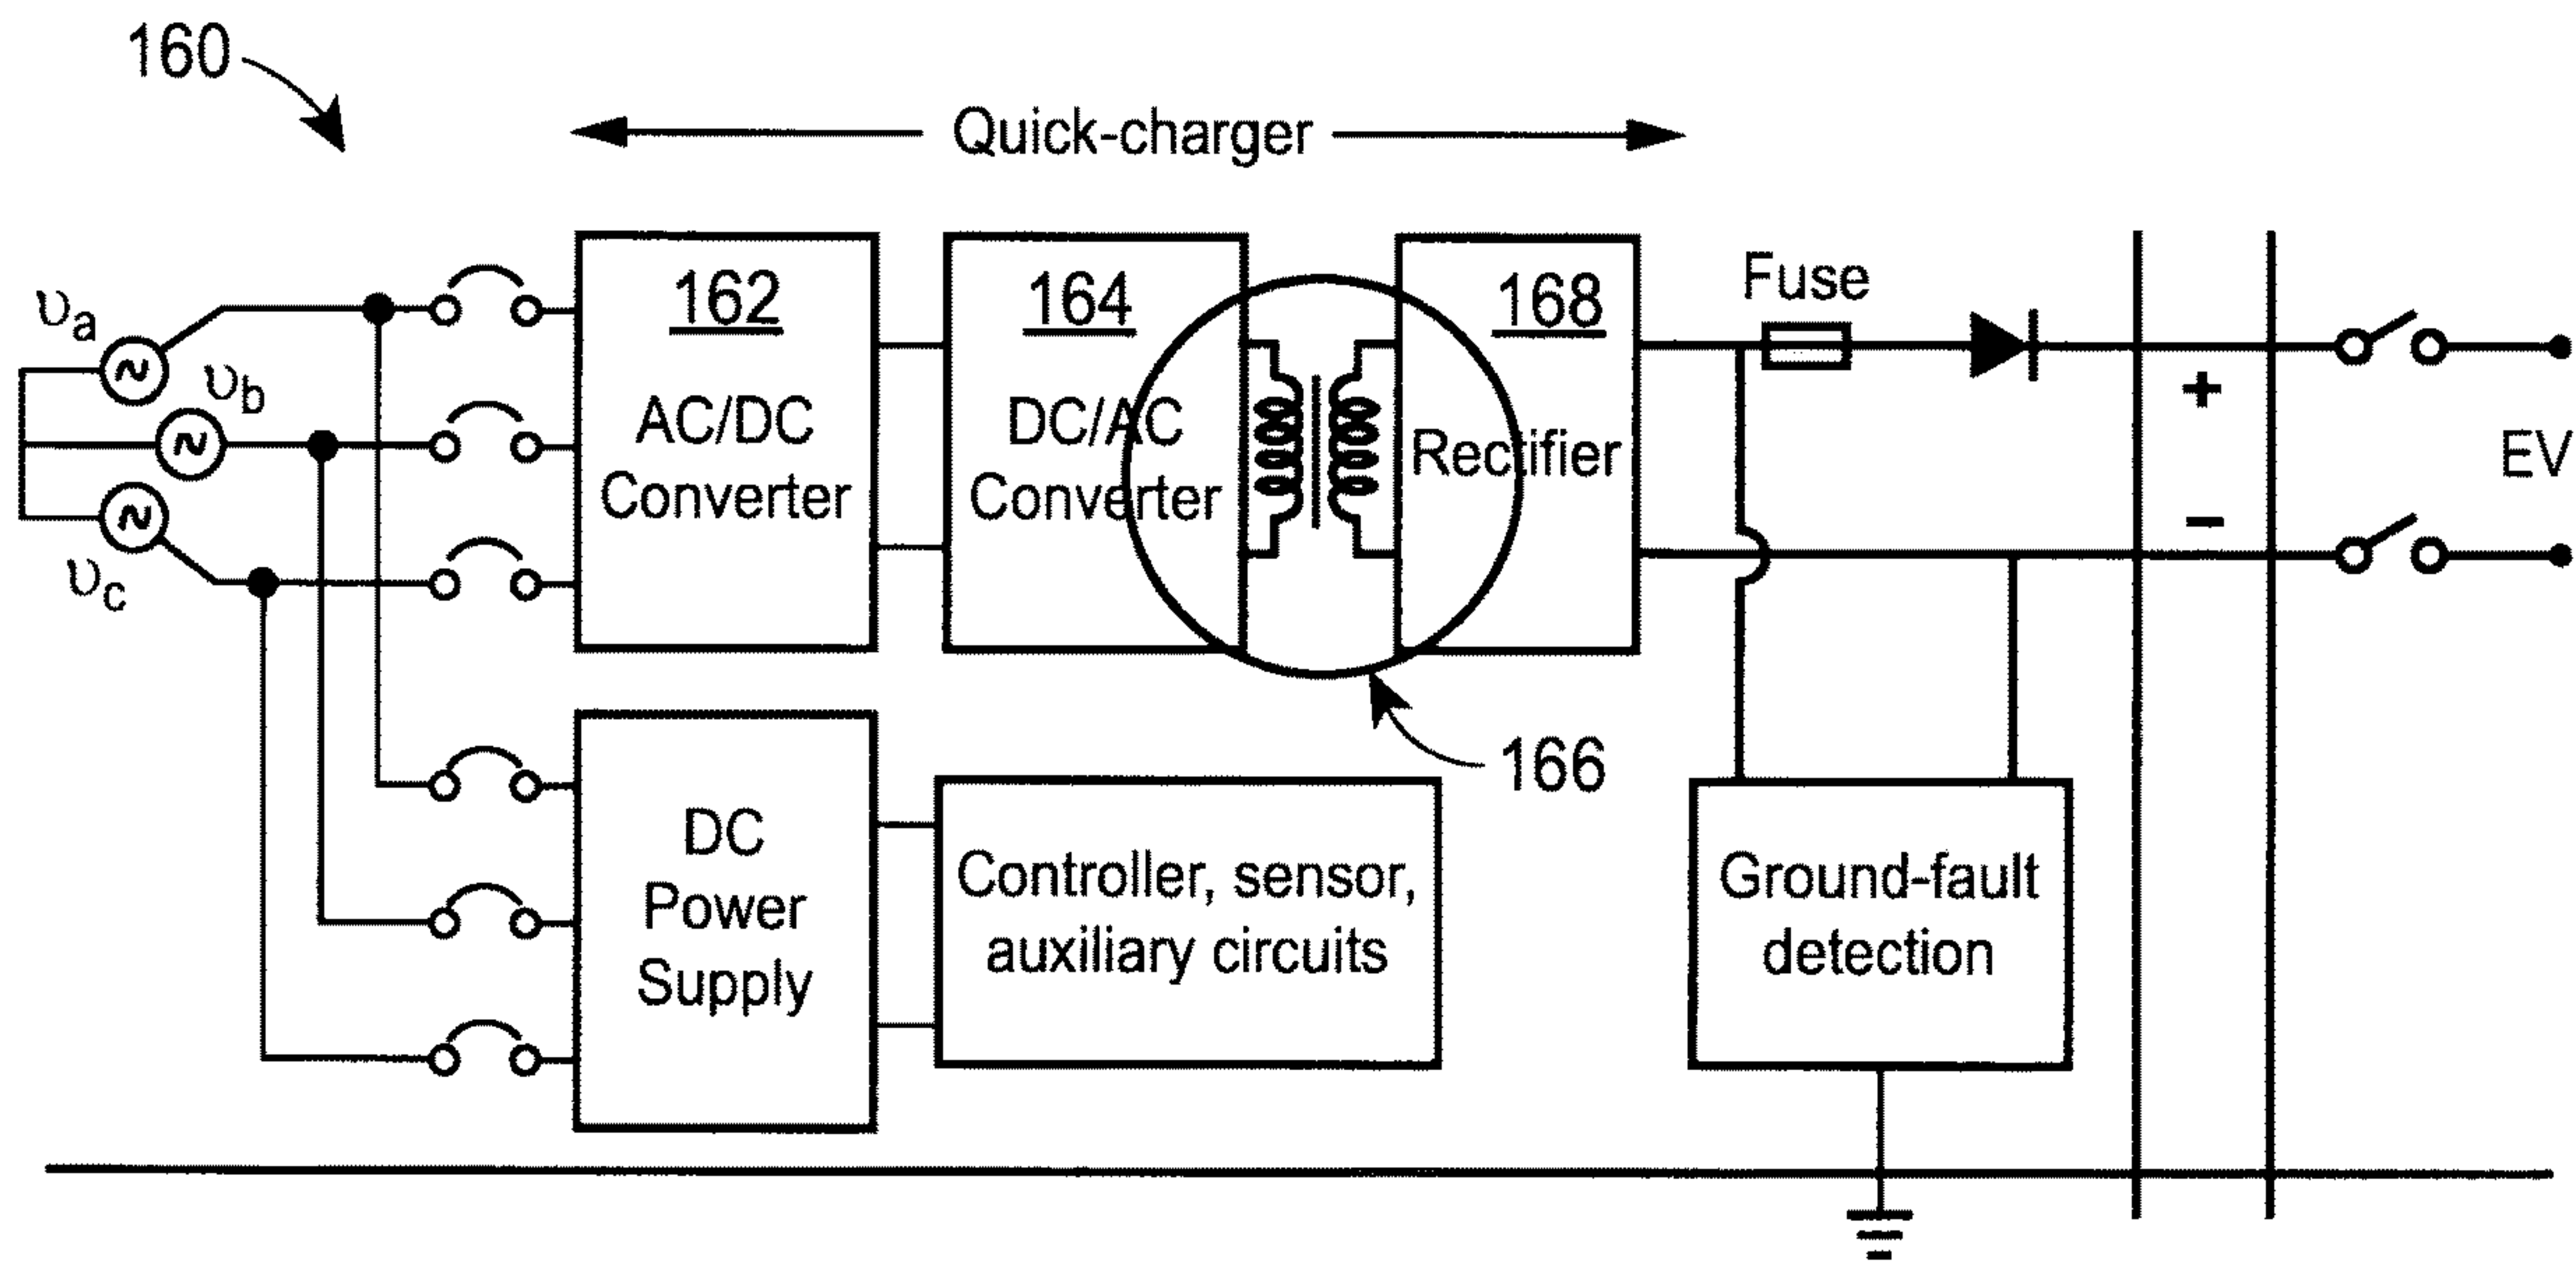 160
Quick-charger
υa
υb
υc
162
AC/DC
Converter
164
DC/AC
Converter
168
Rectifier
Fuse
+
−
EV
166
DC
Power
Supply
Controller, sensor,
auxiliary circuits
Ground-fault
detection